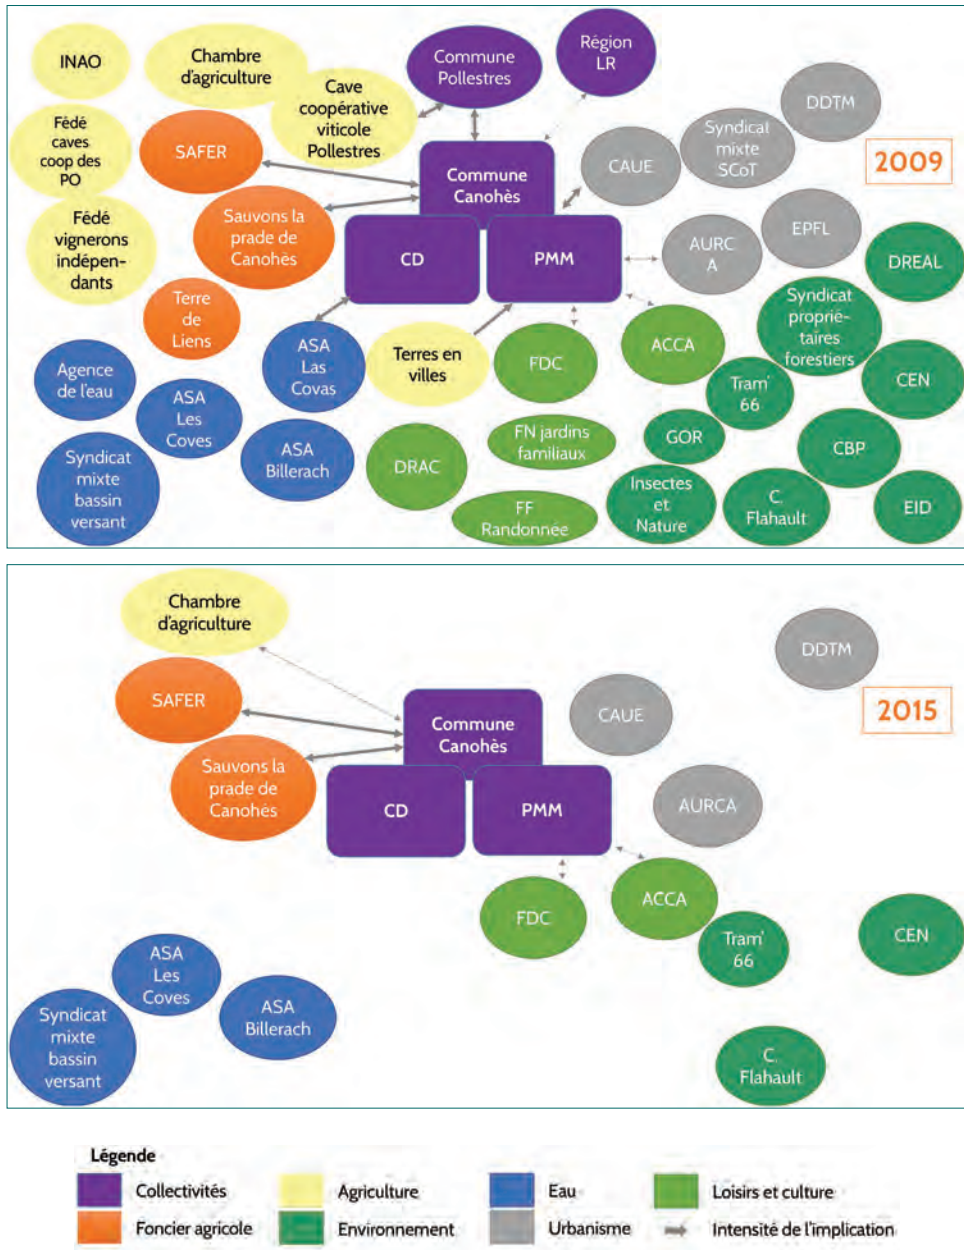 INAO
Chambre
d'agriculture
Commune
Pollestres
Région
LR
Cave
coopérative
viticole
Pollestres
DDTM
Fédé
caves
coop des
PO
SAFER
Syndicat
mixte
SCoT
CAUE
2009
Commune
Canohès
Fédé
vignerons
indépen-
dants
Sauvons la
prade de
Canohès
CD
PMM
AURC
A
EPFL
DREAL
Terre
de
Liens
Syndicat
proprié-
taires
forestiers
Agence
de l'eau
ASA
Las
Covas
Terres en
villes
FDC
ACCA
Tram'
66
CEN
ASA
Les
Coves
ASA
Billerach
DRAC
FN jardins
familiaux
GOR
CBP
Syndicat
mixte
bassin
versant
FF
Randonnée
Insectes
et
Nature
C.
Flahault
EID
Chambre
d'agriculture
DDTM
SAFER
CAUE
2015
Commune
Canohès
Sauvons la
prade de
Canohès
CD
PMM
AURCA
FDC
ACCA
Tram'
66
CEN
ASA
Les
Coves
ASA
Billerach
Syndicat
mixte
bassin
versant
C.
Flahault
Légende
Collectivités
Agriculture
Eau
Loisirs et culture
Foncier agricole
Environnement
Urbanisme
Intensité de l'implication